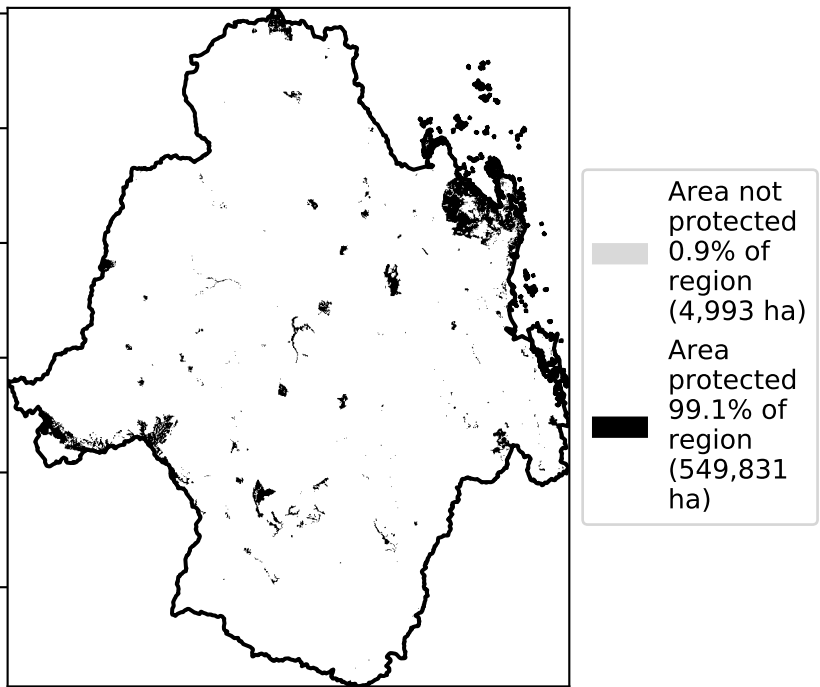 Area not
protected
0.9% of
region
(4,993 ha)
Area
protected
99.1% of
region
(549,831
ha)